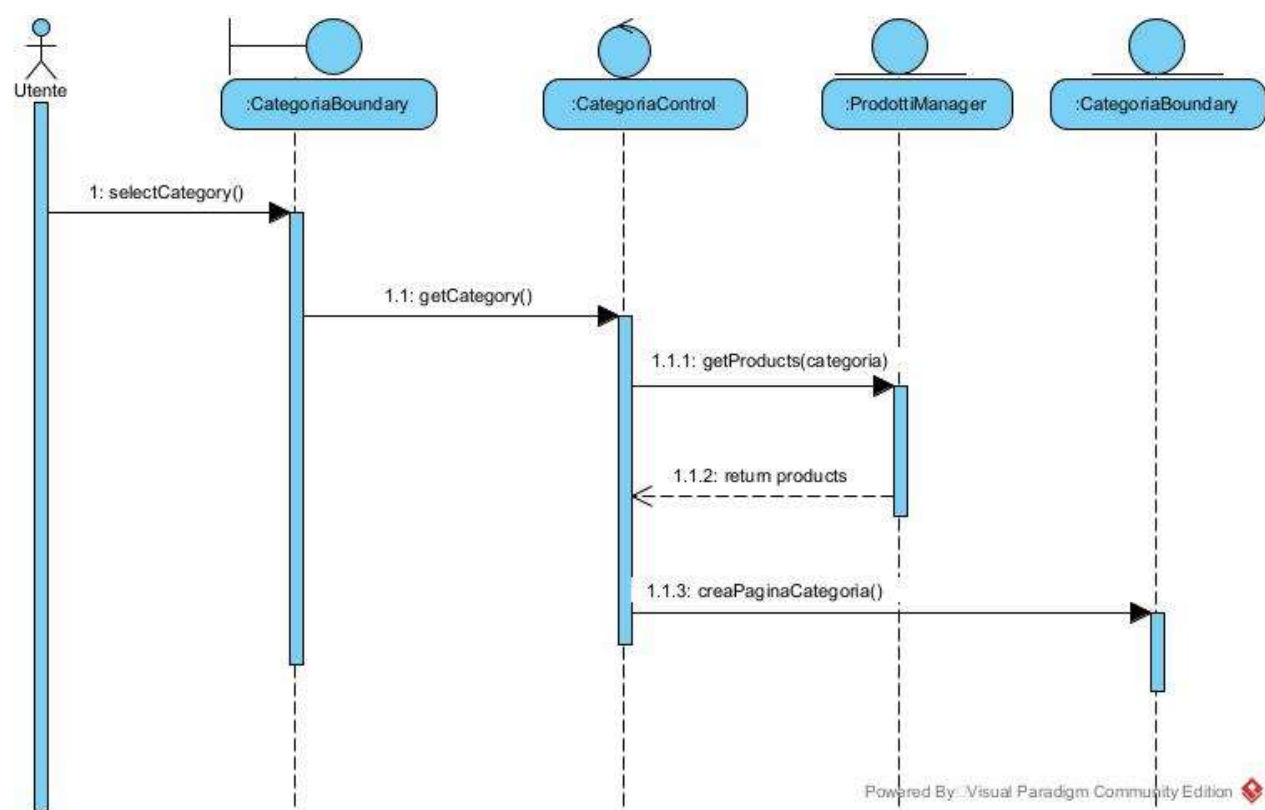 Utente
:CategoriaBoundary
:CategoriaControl
:ProdottiManager
:CategoriaBoundary
1: selectCategory()
1.1: getCategory()
1.1.1: getProducts(categoria)
1.1.2: return products
1.1.3: creaPaginaCategoria()
Powered By Visual Paradigm Community Edition